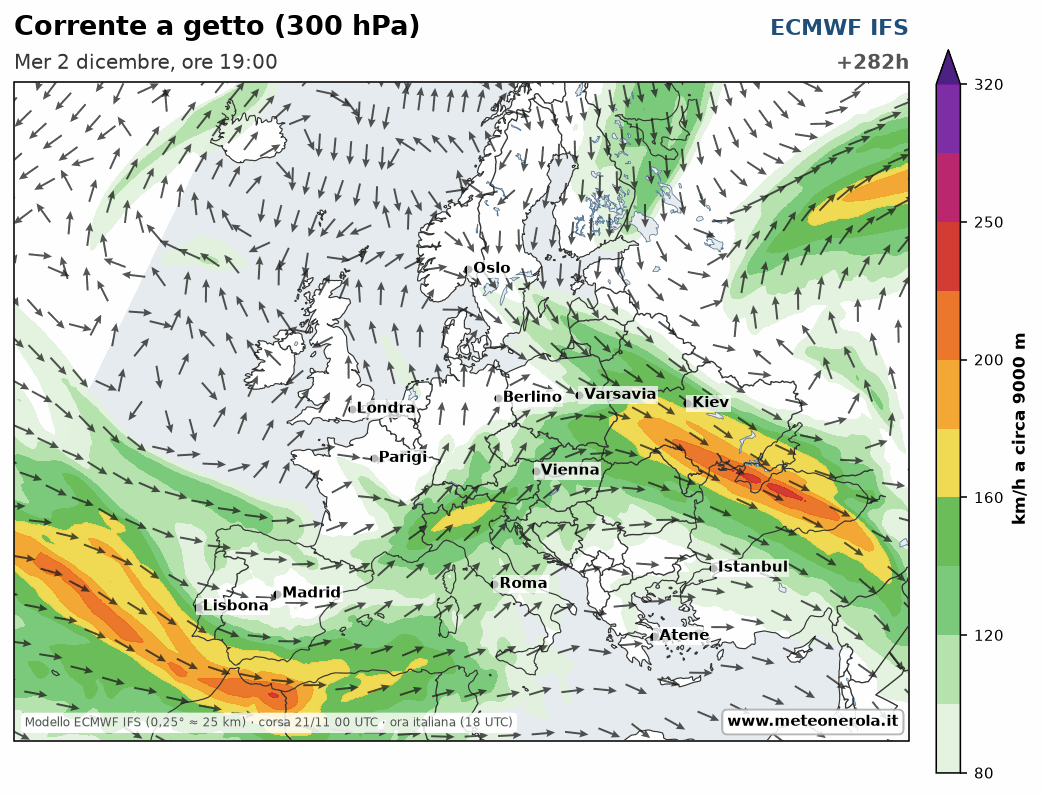 Corrente a getto (300 hPa)
ECMWF IFS
Mer 2 dicembre, ore 19:00
+282h
320
250
200
160
120
80
km/h a circa 9000 m
Oslo
Berlino
Varsavia
Kiev
Londra
Parigi
Vienna
Istanbul
Roma
Madrid
Lisbona
Atene
Modello ECMWF IFS (0,25° ≈ 25 km) · corsa 21/11 00 UTC · ora italiana (18 UTC)
www.meteonerola.it